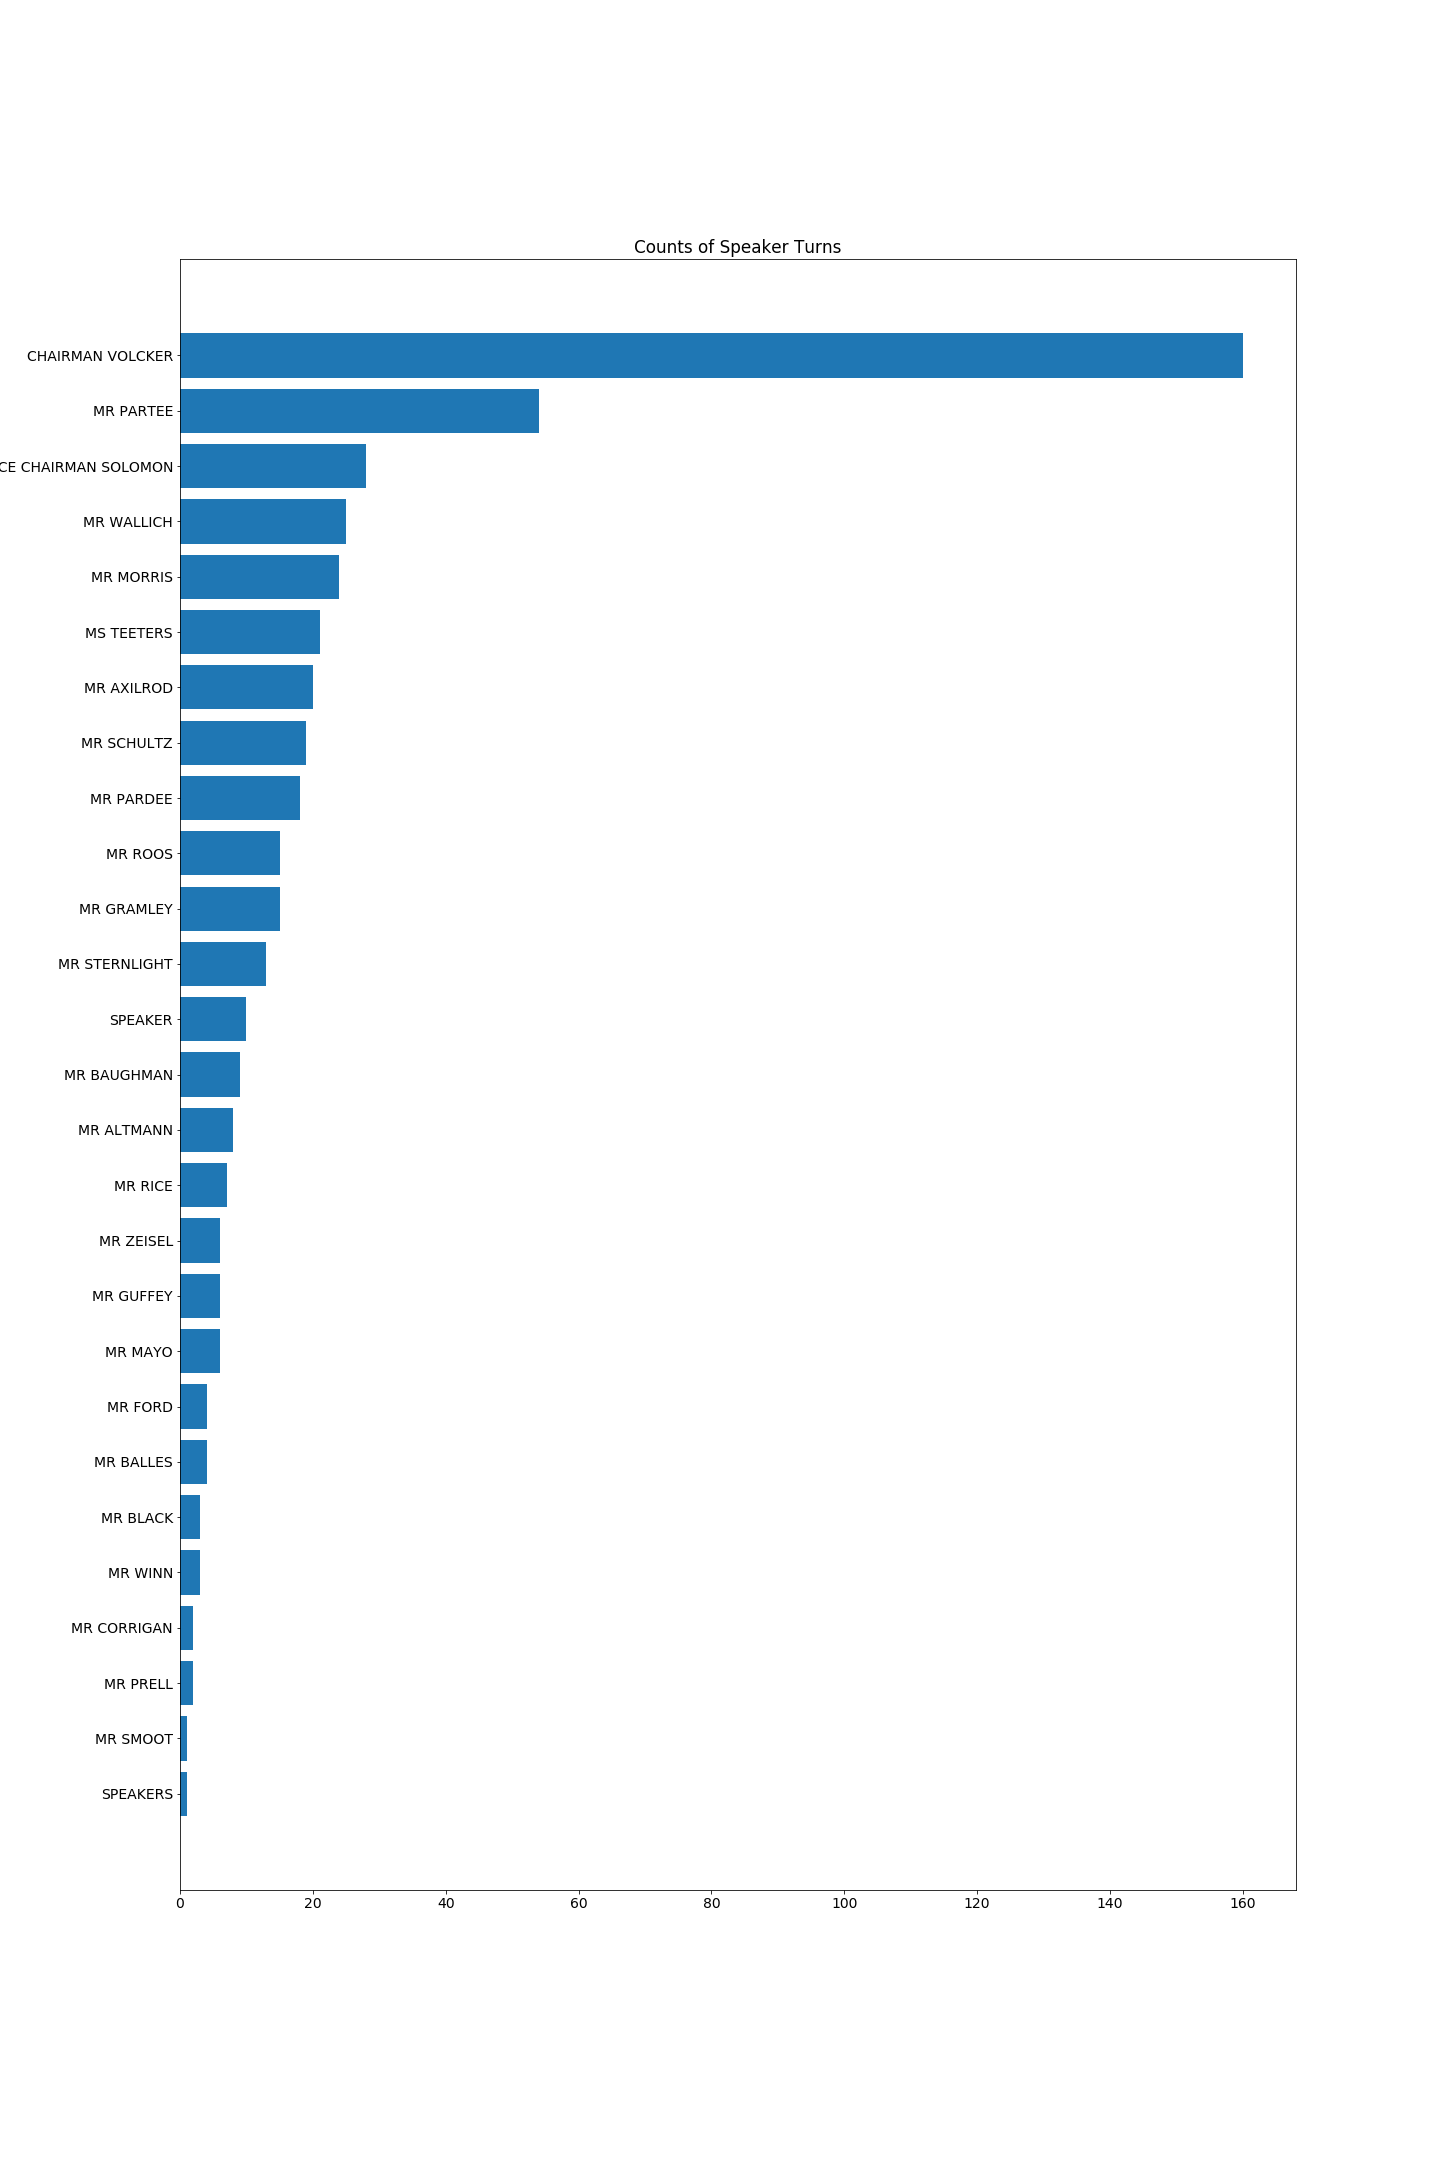 Counts of Speaker Turns
CHAIRMAN VOLCKER
MR PARTEE
CE CHAIRMAN SOLOMON
MR WALLICH
MR MORRIS
MS TEETERS
MR AXILROD
MR SCHULTZ
MR PARDEE
MR ROOS
MR GRAMLEY
MR STERNLIGHT
SPEAKER
MR BAUGHMAN
MR ALTMANN
MR RICE
MR ZEISEL
MR GUFFEY
MR MAYO
MR FORD
MR BALLES
MR BLACK
MR WINN
MR CORRIGAN
MR PRELL
MR SMOOT
SPEAKERS
0 20 40 60 80 100 120 140 160